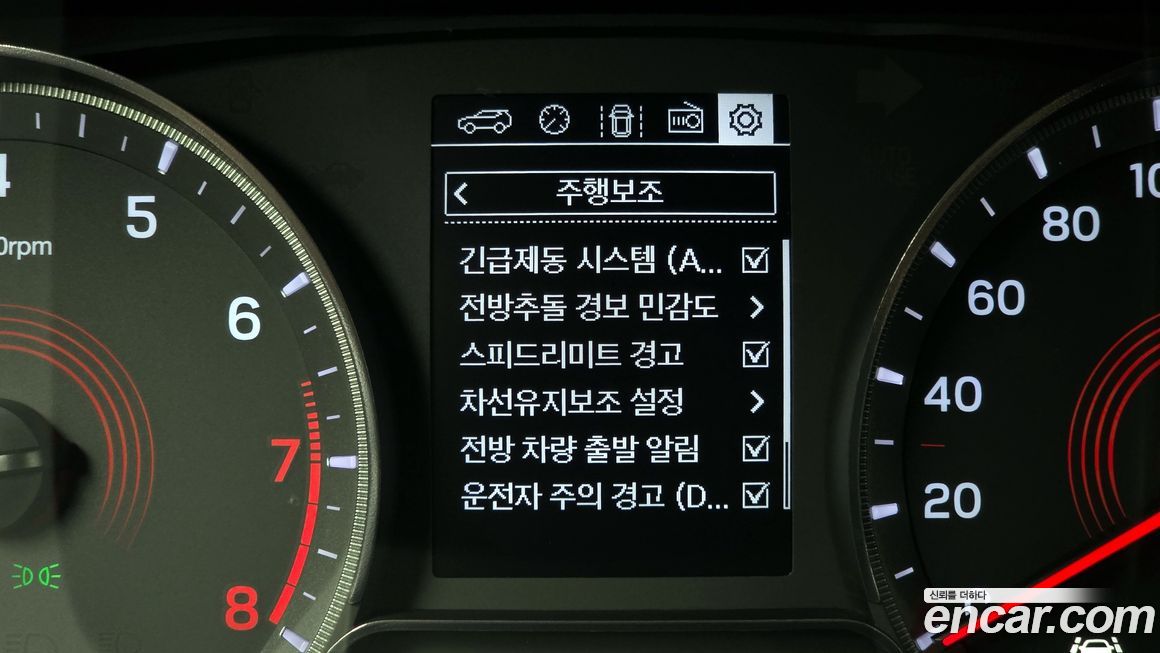 주행보조
긴급제동 시스템 (A...
전방추돌 경보 민감도
스피드리미트 경고
차선유지보조 설정
전방 차량 출발 알림
운전자 주의 경고 (D...
4
5
6
7
8
0rpm
10
80
60
40
20
신뢰를 더하다
encar.com